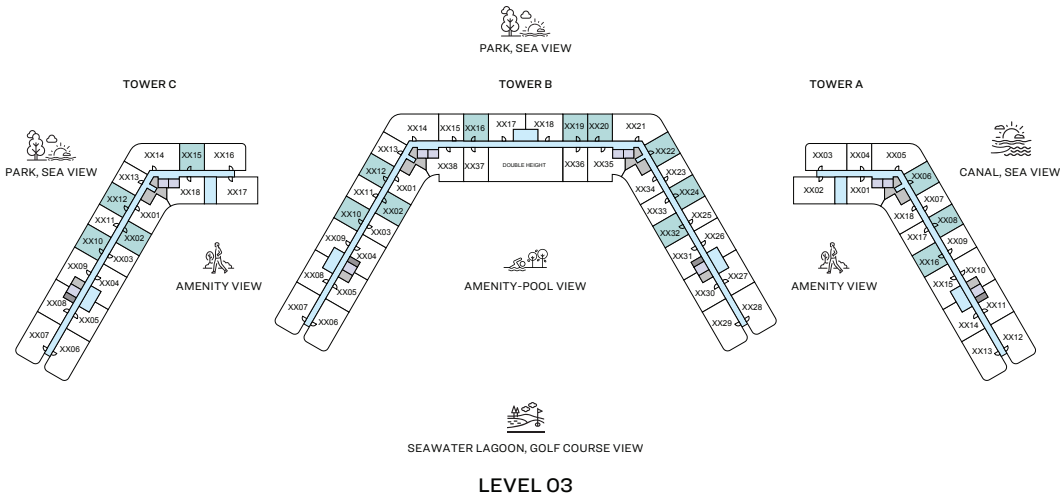 PARK, SEA VIEW
TOWER C
TOWER B
TOWER A
PARK, SEA VIEW
CANAL, SEA VIEW
XX14
XX15
XX16
XX13
XX12
XX11
XX10
XX09
XX08
XX07
XX06
XX05
XX04
XX03
XX02
XX01
XX18
XX17
AMENITY VIEW
XX14
XX15
XX16
XX17
XX18
XX19
XX20
XX21
XX13
XX12
XX11
XX10
XX09
XX08
XX07
XX06
XX05
XX04
XX03
XX02
XX01
XX38
XX37
DOUBLE HEIGHT
XX36
XX35
XX22
XX23
XX24
XX25
XX26
XX27
XX28
XX29
XX30
XX31
XX32
XX33
XX34
AMENITY-POOL VIEW
XX03
XX04
XX05
XX02
XX01
XX06
XX07
XX08
XX09
XX10
XX11
XX12
XX13
XX14
XX15
XX16
XX17
XX18
AMENITY VIEW
SEAWATER LAGOON, GOLF COURSE VIEW
LEVEL 03